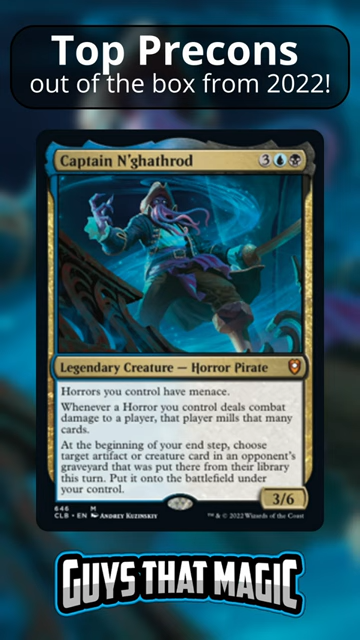 Top Precons
out of the box from 2022!
Captain N'ghathrod
3
Legendary Creature — Horror Pirate
Horrors you control have menace.
Whenever a Horror you control deals combat
damage to a player, that player mills that many
cards.
At the beginning of your end step, choose
target artifact or creature card in an opponent's
graveyard that was put there from their library
this turn. Put it onto the battlefield under
your control.
3/6
646 M
CLB • EN Andrey Kuzinskiy
™ & © 2022 Wizards of the Coast
GUYS THAT MAGIC